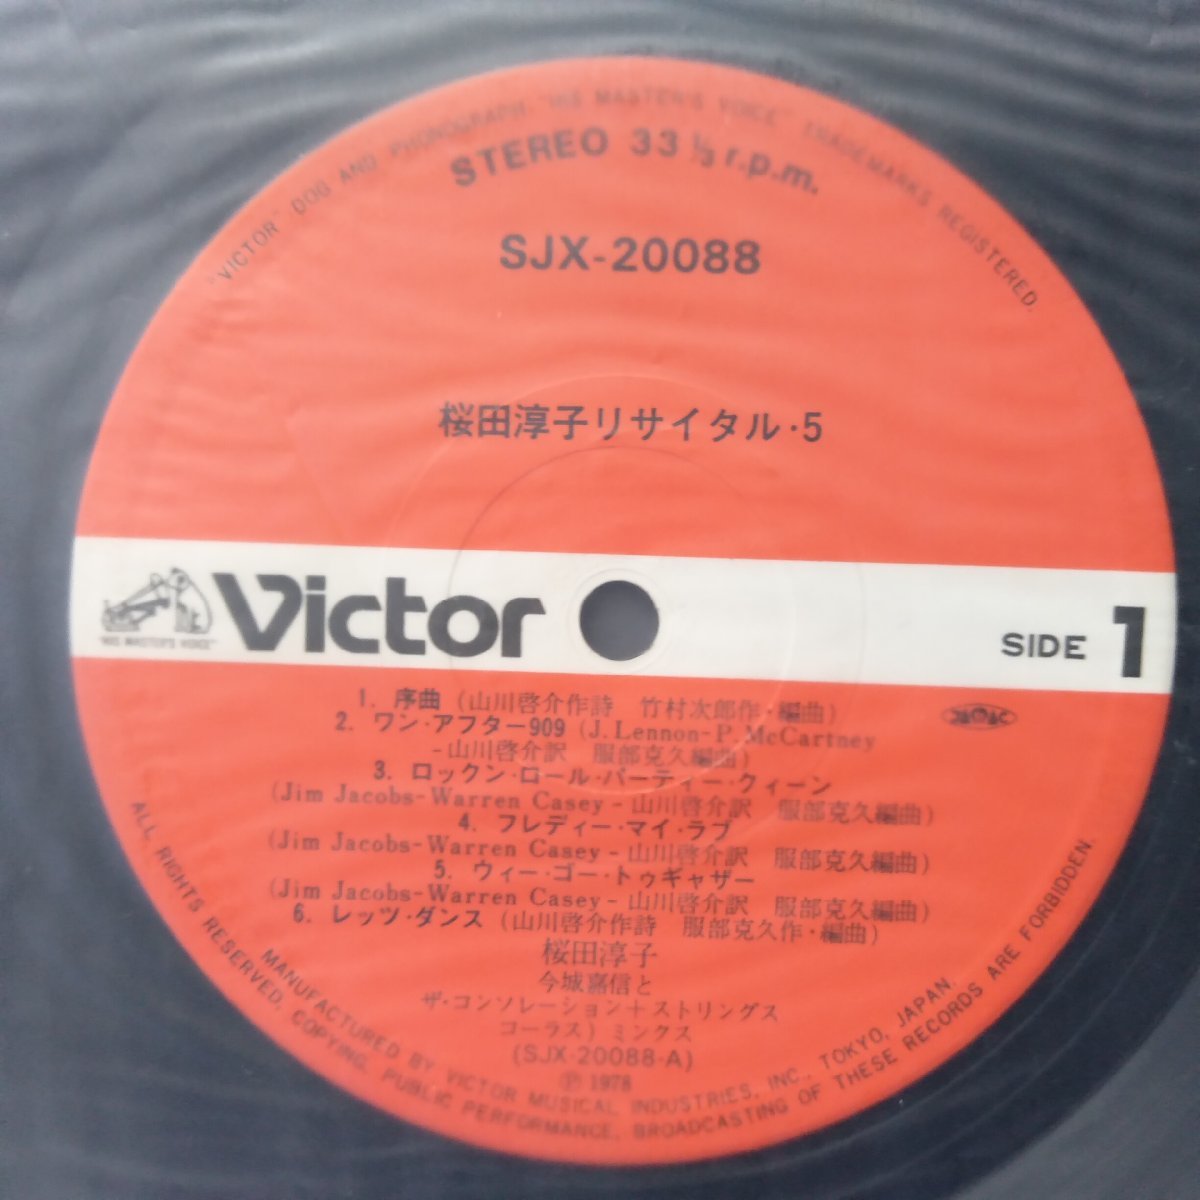 "VICTOR" DOG AND PHONOGRAPH "HIS MASTER'S VOICE" TRADEMARKS REGISTERED.
STEREO 33 ⅓ r.p.m.
SJX-20088
桜田淳子リサイタル・5
"HIS MASTER'S VOICE"
Victor
SIDE 1
JASRAC
1. 序曲 (山川啓介作詩 竹村次郎作・編曲)
2. ワン・アフター909 (J. Lennon-P. McCartney
-山川啓介訳 服部克久編曲)
3. ロックン・ロール・パーティー・クィーン
(Jim Jacobs-Warren Casey-山川啓介訳 服部克久編曲)
4. フレディー・マイ・ラブ
(Jim Jacobs-Warren Casey-山川啓介訳 服部克久編曲)
5. ウィー・ゴー・トゥギャザー
(Jim Jacobs-Warren Casey-山川啓介訳 服部克久編曲)
6. レッツ・ダンス (山川啓介作詩 服部克久作・編曲)
桜田淳子
今城嘉信と
ザ・コンソレーション+ストリングス
コーラス) ミンクス
(SJX-20088-A)
Ⓟ 1978
MANUFACTURED BY VICTOR MUSICAL INDUSTRIES, INC., TOKYO, JAPAN.
ALL RIGHTS RESERVED, COPYING, PUBLIC PERFORMANCE, BROADCASTING OF THESE RECORDS ARE FORBIDDEN.